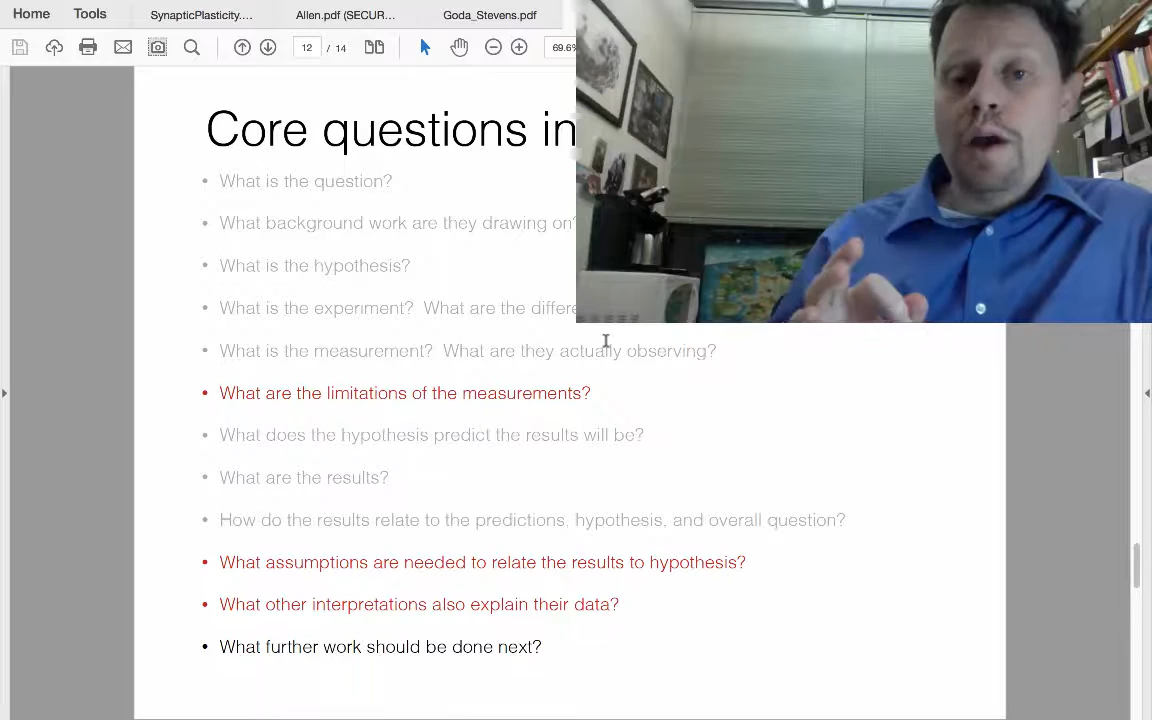 Home Tools SynapticPlasticity.... Allen.pdf (SECUR... Goda_Stevens.pdf
12 / 14 69.6%
Core questions in
• What is the question?
• What background work are they drawing on?
• What is the hypothesis?
• What is the experiment? What are the differe
• What is the measurement? What are they actually observing?
• What are the limitations of the measurements?
• What does the hypothesis predict the results will be?
• What are the results?
• How do the results relate to the predictions, hypothesis, and overall question?
• What assumptions are needed to relate the results to hypothesis?
• What other interpretations also explain their data?
• What further work should be done next?